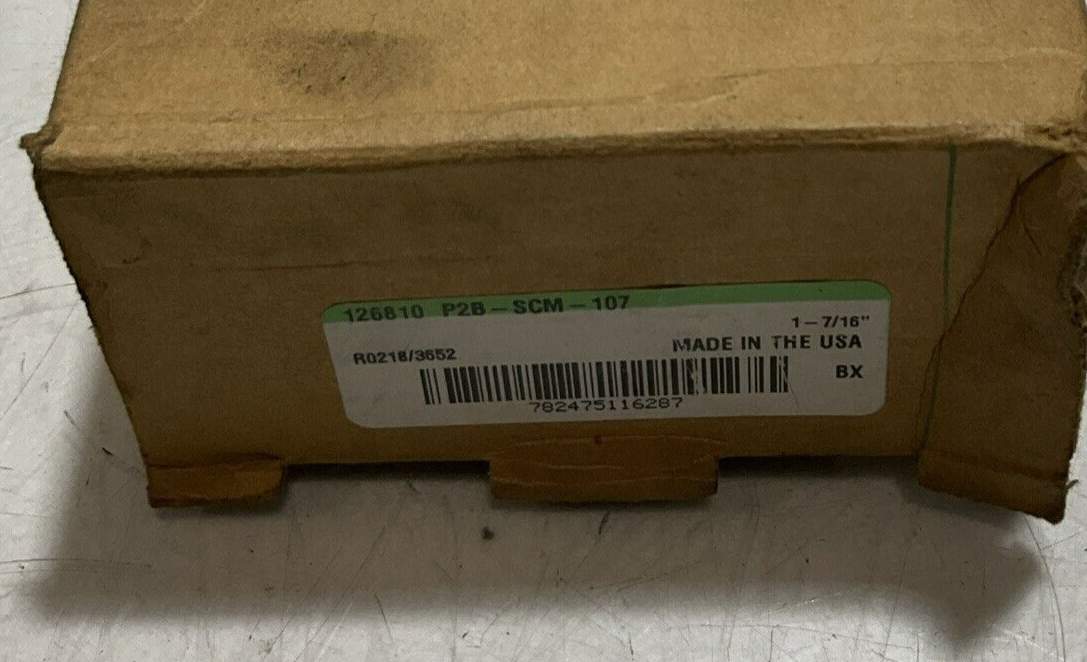 126810 P2B-SCM-107
1-7/16"
R0218/3652
MADE IN THE USA
BX
782475116287